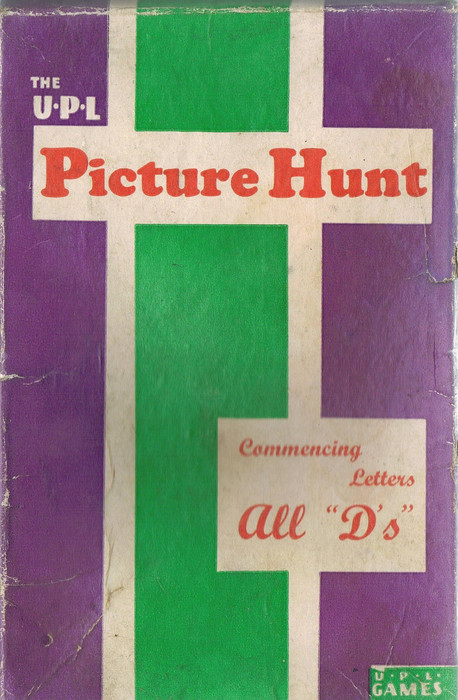 THE
U·P·L
Picture Hunt
Commencing
Letters
All "D's"
U·P·L·
GAMES